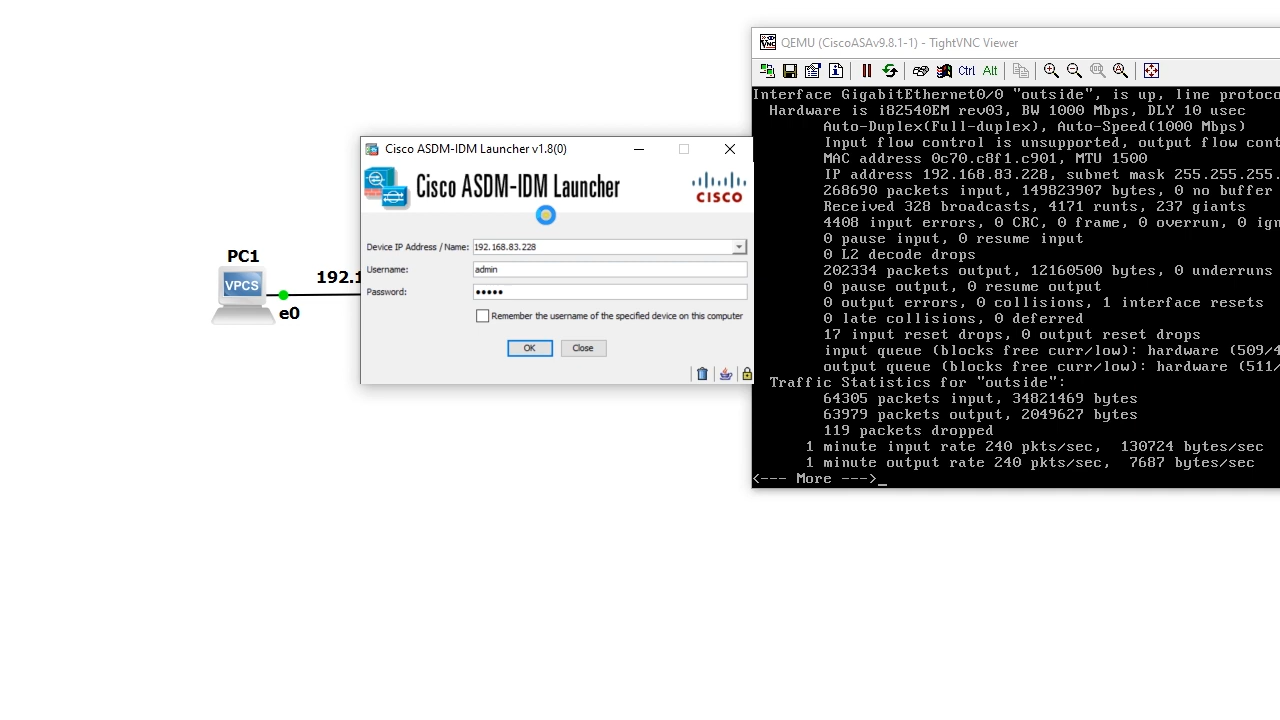 QEMU (CiscoASAv9.8.1-1) - TightVNC Viewer
Ctrl Alt
Interface GigabitEthernet0/0 "outside", is up, line protoco
Hardware is i82540EM rev03, BW 1000 Mbps, DLY 10 usec
Auto-Duplex(Full-duplex), Auto-Speed(1000 Mbps)
Input flow control is unsupported, output flow cont
MAC address 0c70.c8f1.c901, MTU 1500
IP address 192.168.83.228, subnet mask 255.255.255.
268690 packets input, 149823907 bytes, 0 no buffer
Received 328 broadcasts, 4171 runts, 237 giants
4408 input errors, 0 CRC, 0 frame, 0 overrun, 0 ign
0 pause input, 0 resume input
0 L2 decode drops
202334 packets output, 12160500 bytes, 0 underruns
0 pause output, 0 resume output
0 output errors, 0 collisions, 1 interface resets
0 late collisions, 0 deferred
17 input reset drops, 0 output reset drops
input queue (blocks free curr/low): hardware (509/4
output queue (blocks free curr/low): hardware (511/
Traffic Statistics for "outside":
64305 packets input, 34821469 bytes
63979 packets output, 2049627 bytes
119 packets dropped
1 minute input rate 240 pkts/sec,  130724 bytes/sec
1 minute output rate 240 pkts/sec,  7687 bytes/sec
<--- More --->_
Cisco ASDM-IDM Launcher v1.8(0)
Cisco ASDM-IDM Launcher
CISCO
Device IP Address / Name: 192.168.83.228
Username: admin
Password: •••••
Remember the username of the specified device on this computer
OK Close
PC1
VPCS
192.1
e0